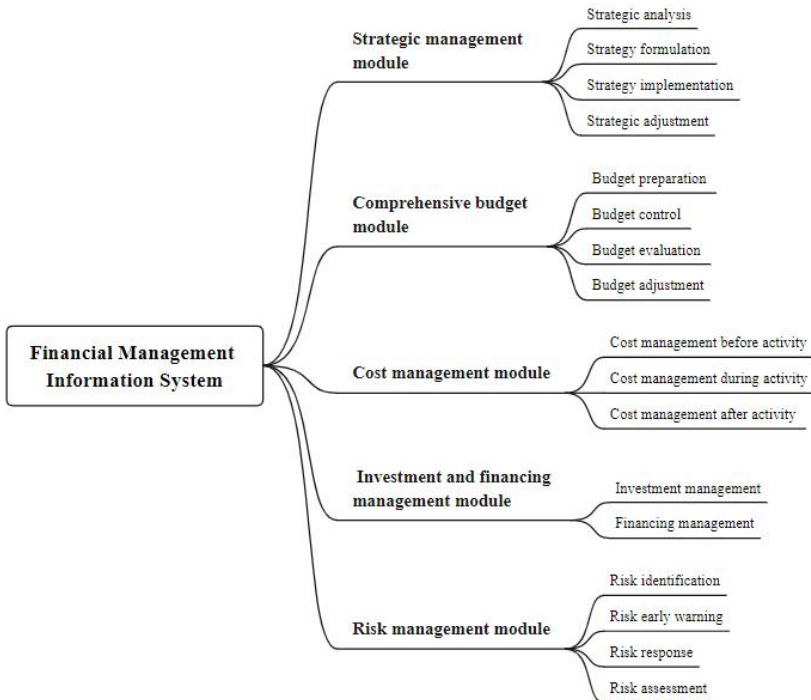 Strategic analysis
Strategic management
module
Strategy formulation
Strategy implementation
Strategic adjustment
Budget preparation
Comprehensive budget
module
Budget control
Budget evaluation
Budget adjustment
Financial Management
Information System
Cost management before activity
Cost management module
Cost management during activity
Cost management after activity
Investment and financing
management module
Investment management
Financing management
Risk identification
Risk early warning
Risk management module
Risk response
Risk assessment